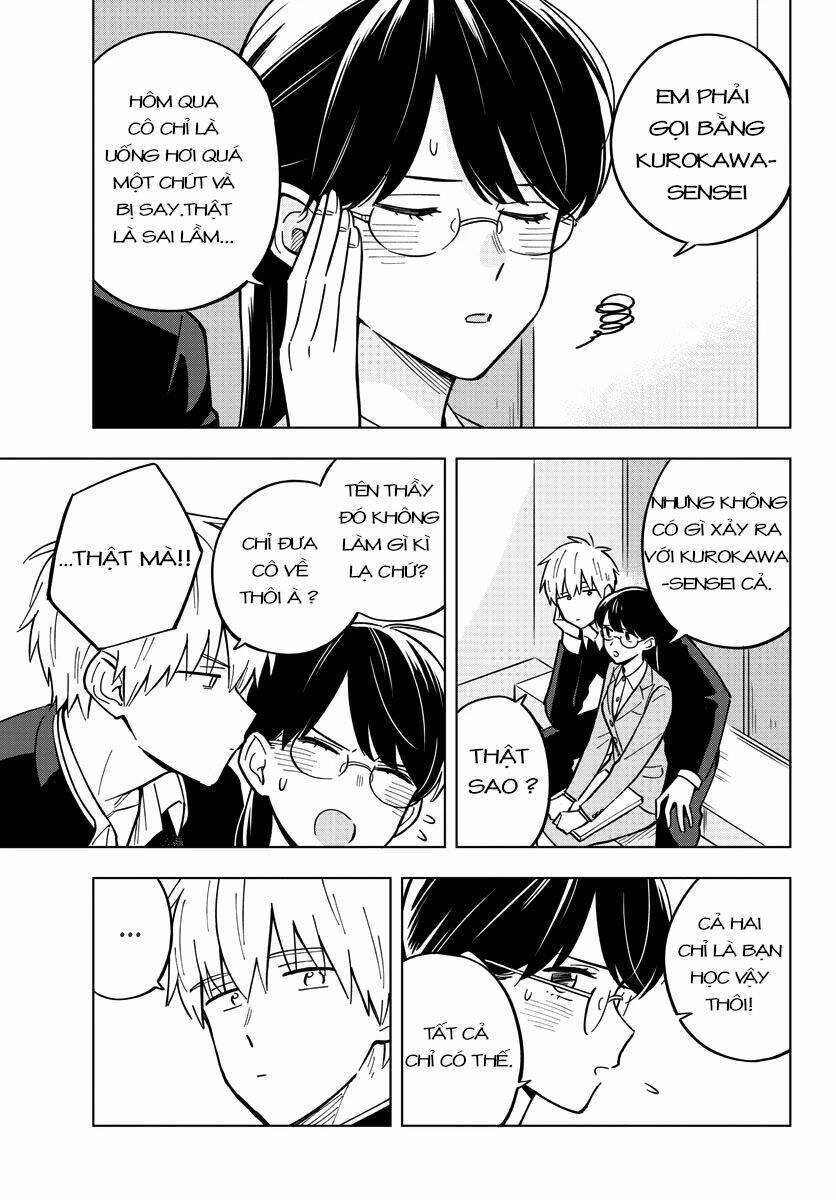 EM PHẢI
GỌI BẰNG
KUROKAWA-
SENSEI
HÔM QUA
CÔ CHỈ LÀ
UỐNG HƠI QUÁ
MỘT CHÚT VÀ
BỊ SAY.THẬT
LÀ SAI LẦM...
NHƯNG KHÔNG
CÓ GÌ XẢY RA
VỚI KUROKAWA
-SENSEI CẢ.
THẬT
SAO ?
TÊN THẦY
ĐÓ KHÔNG
LÀM GÌ KÌ
LẠ CHỨ?
CHỈ ĐƯA
CÔ VỀ
THÔI À ?
...THẬT MÀ!!
CẢ HAI
CHỈ LÀ BẠN
HỌC VẬY
THÔI!
TẤT CẢ
CHỈ CÓ THẾ.
...